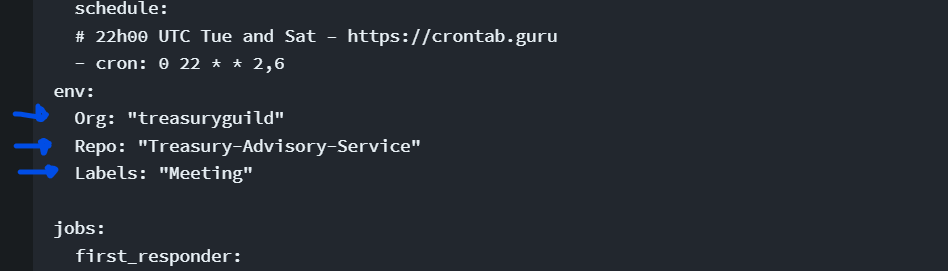 schedule:
# 22h00 UTC Tue and Sat – https://crontab.guru
- cron: 0 22 * * 2,6
env:
Org: "treasuryguild"
Repo: "Treasury-Advisory-Service"
Labels: "Meeting"
jobs:
first_responder: